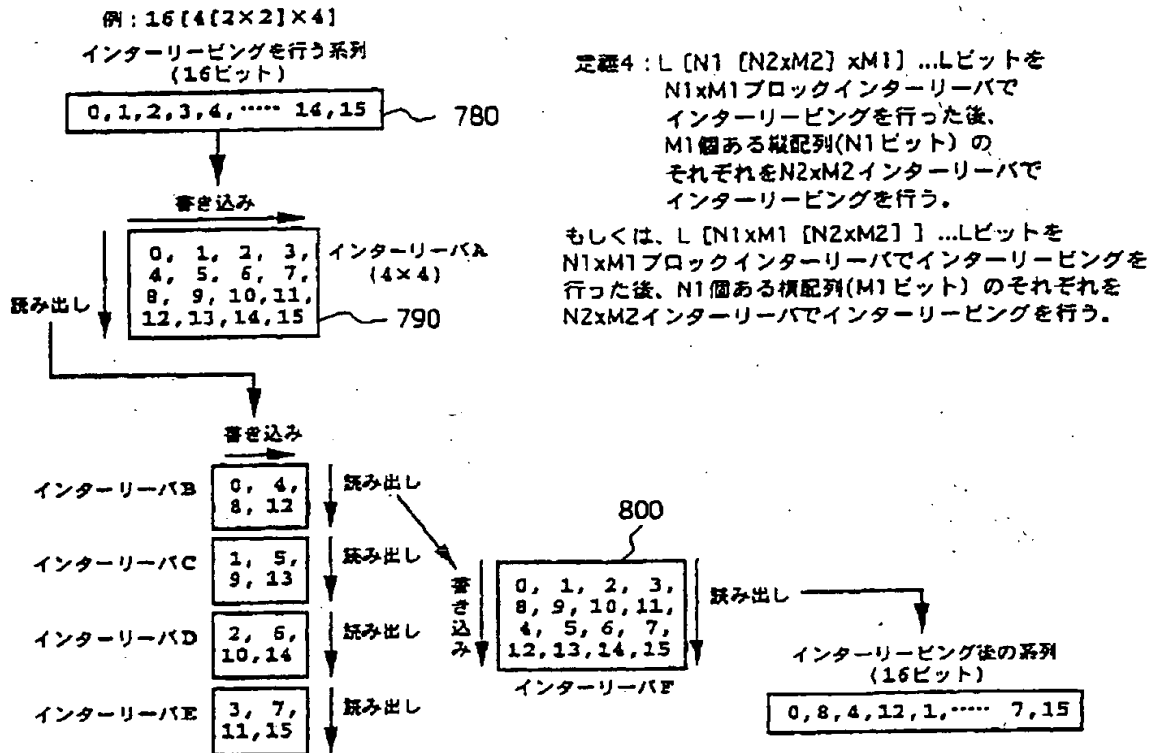 例：16[4[2×2]×4]
インターリービングを行う系列
(16ビット)
0,1,2,3,4,····· 14,15
780
定義4：L [N1 [N2xM2] xM1] ...Lビットを
N1xM1ブロックインターリーバで
インターリービングを行った後、
M1個ある縦配列(N1ビット) の
それぞれをN2xM2インターリーバで
インターリービングを行う。
もしくは、L [N1xM1 [N2xM2] ] ...Lビットを
N1xM1ブロックインターリーバでインターリービングを
行った後、N1個ある横配列(M1ビット) のそれぞれを
N2xM2インターリーバでインターリービングを行う。
書き込み
読み出し
0, 1, 2, 3,
4, 5, 6, 7,
8, 9, 10,11,
12,13,14,15
インターリーバA
(4×4)
790
書き込み
インターリーバB
0, 4,
8, 12
読み出し
インターリーバC
1, 5,
9, 13
読み出し
インターリーバD
2, 6,
10,14
読み出し
インターリーバE
3, 7,
11,15
読み出し
800
書き込み
0, 1, 2, 3,
8, 9, 10,11,
4, 5, 6, 7,
12,13,14,15
インターリーバF
読み出し
インターリービング後の系列
(16ビット)
0,8,4,12,1,····· 7,15